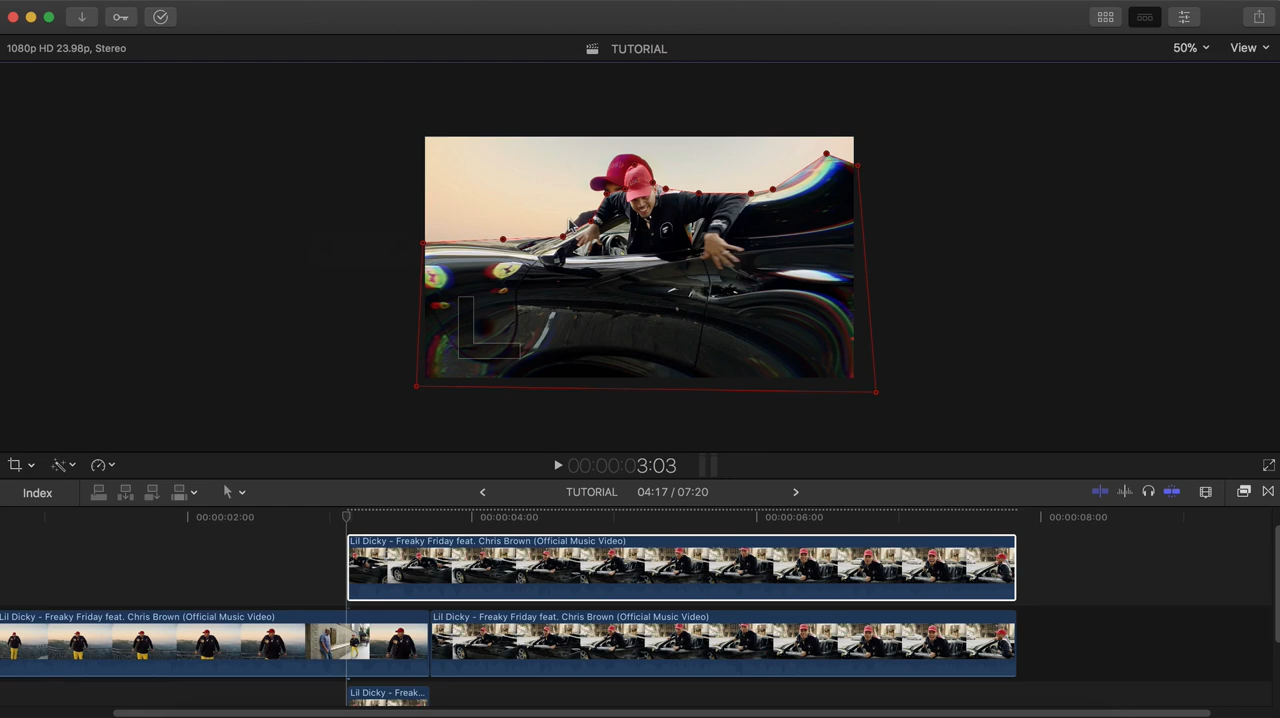 1080p HD 23.98p, Stereo
TUTORIAL
50%
View
00:00:03:03
Index
TUTORIAL
04:17 / 07:20
00:00:02:00
00:00:04:00
00:00:06:00
00:00:08:00
Lil Dicky - Freaky Friday feat. Chris Brown (Official Music Video)
Lil Dicky - Freaky Friday feat. Chris Brown (Official Music Video)
Lil Dicky - Freaky Friday feat. Chris Brown (Official Music Video)
Lil Dicky - Freak...